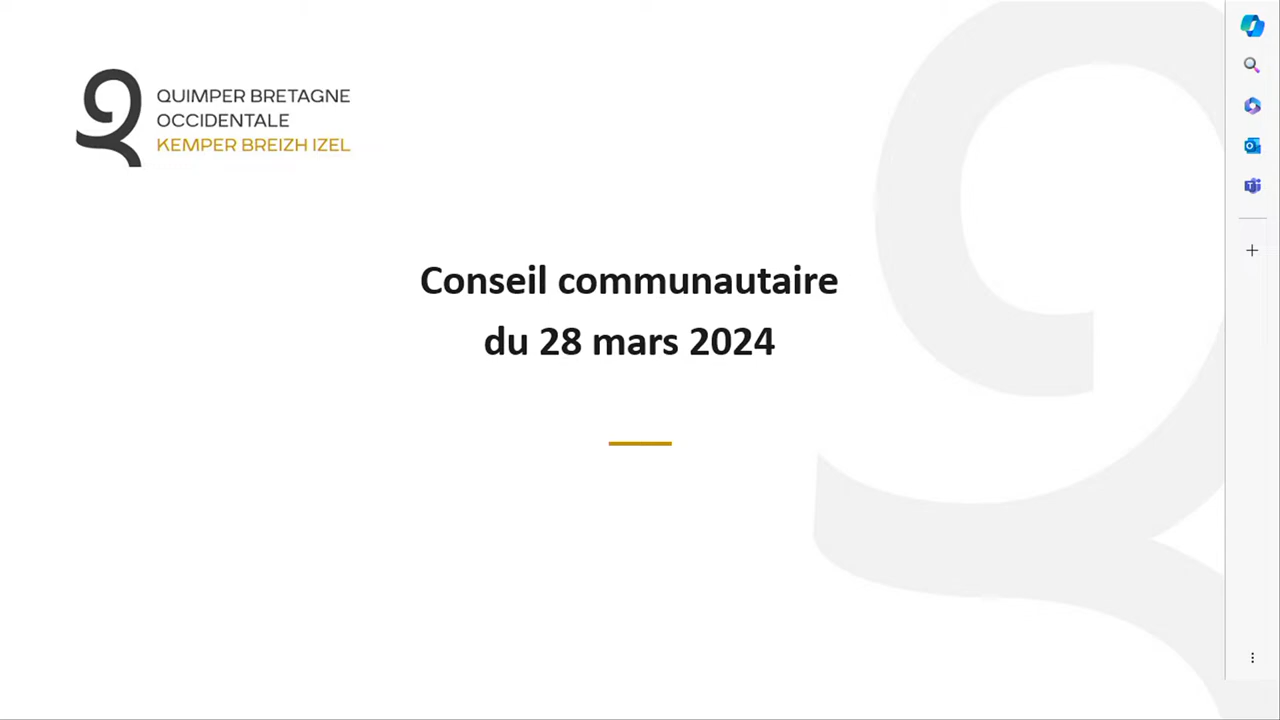 QUIMPER BRETAGNE
OCCIDENTALE
KEMPER BREIZH IZEL
Conseil communautaire
du 28 mars 2024